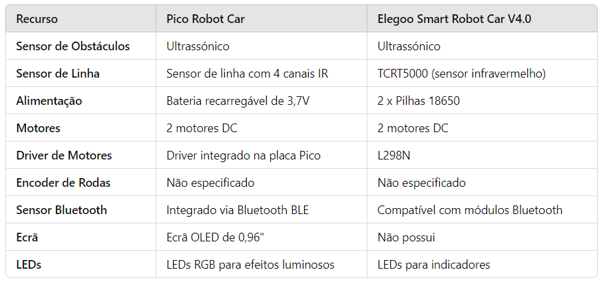 Recurso Pico Robot Car Elegoo Smart Robot Car V4.0
Sensor de Obstáculos Ultrassónico Ultrassónico
Sensor de Linha Sensor de linha com 4 canais IR TCRT5000 (sensor infravermelho)
Alimentação Bateria recarregável de 3,7V 2 x Pilhas 18650
Motores 2 motores DC 2 motores DC
Driver de Motores Driver integrado na placa Pico L298N
Encoder de Rodas Não especificado Não especificado
Sensor Bluetooth Integrado via Bluetooth BLE Compatível com módulos Bluetooth
Ecrã Ecrã OLED de 0,96" Não possui
LEDs LEDs RGB para efeitos luminosos LEDs para indicadores